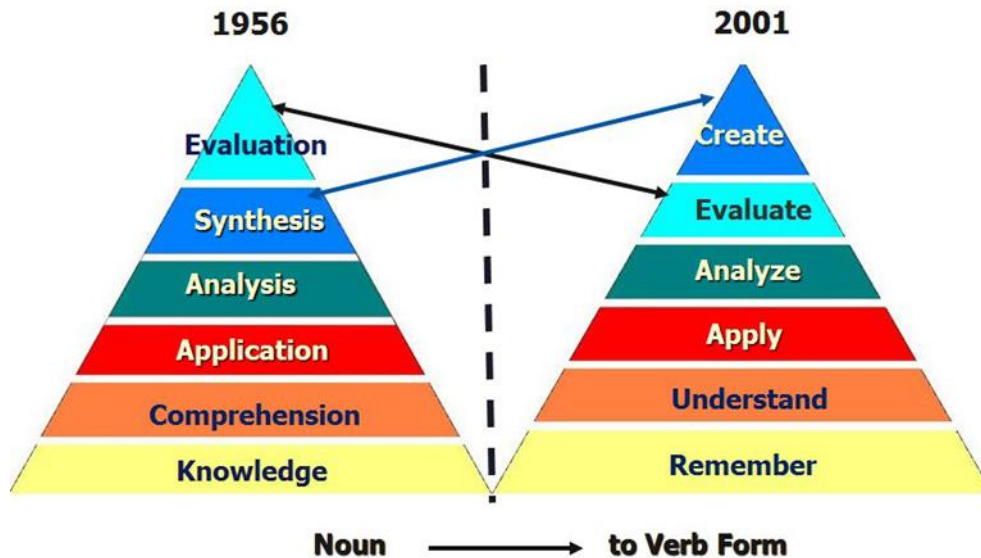 1956
Evaluation
Synthesis
Analysis
Application
Comprehension
Knowledge
2001
Create
Evaluate
Analyze
Apply
Understand
Remember
Noun to Verb Form